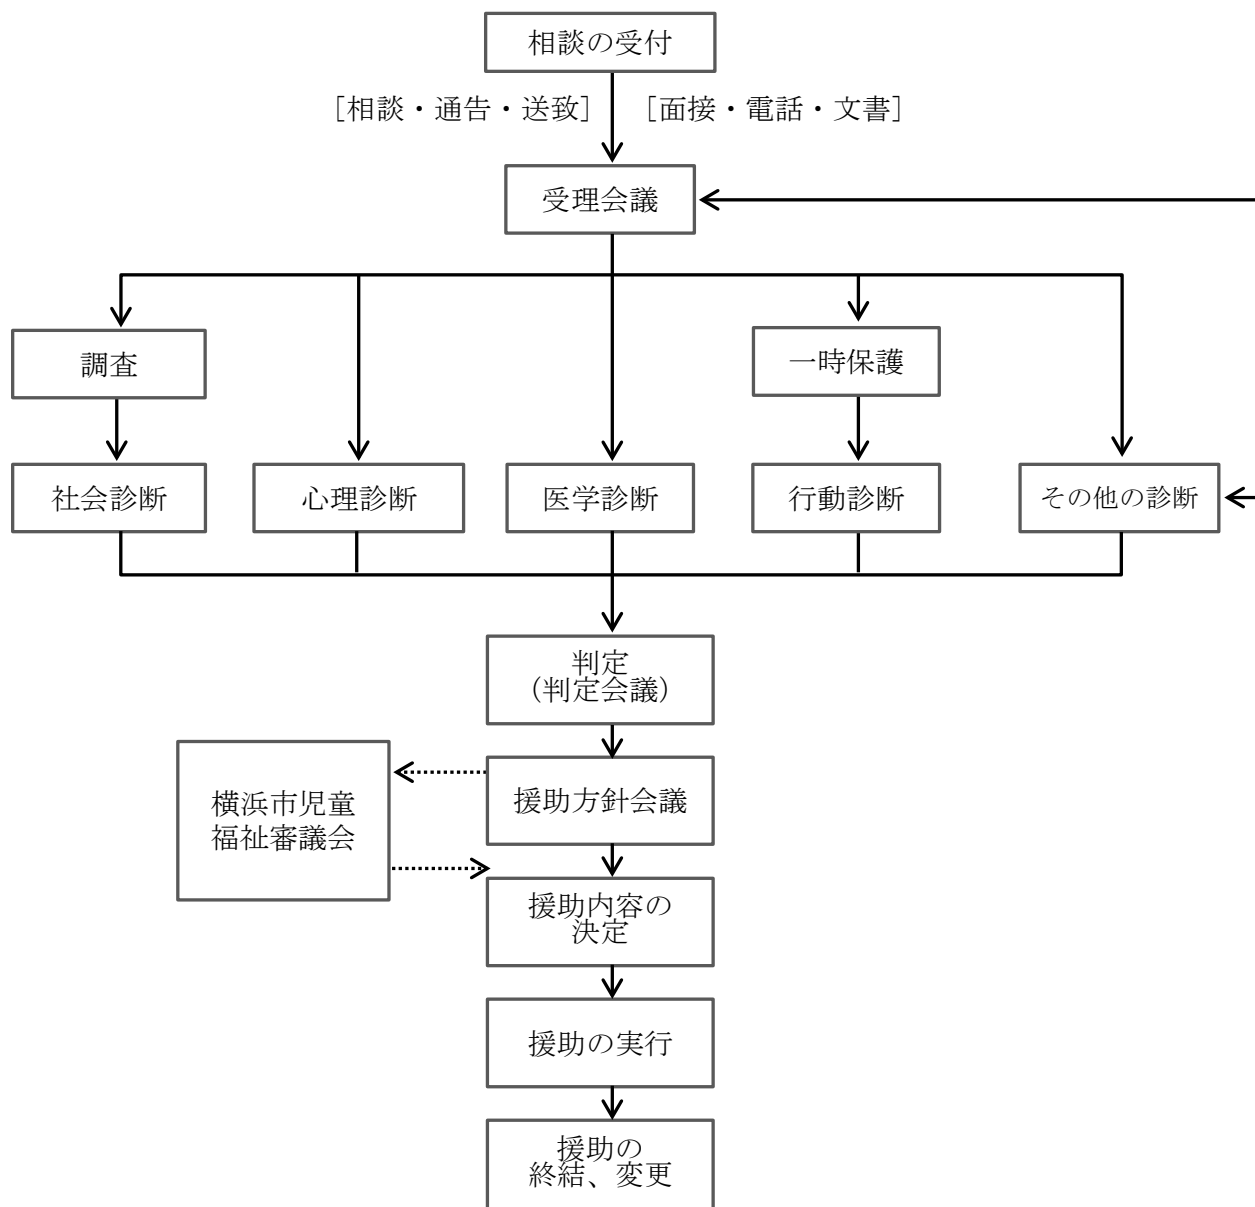 相談の受付
［相談・通告・送致］ ［面接・電話・文書］
受理会議
調査
一時保護
社会診断
心理診断
医学診断
行動診断
その他の診断
判定
（判定会議）
横浜市児童
福祉審議会
援助方針会議
援助内容の
決定
援助の実行
援助の
終結、変更